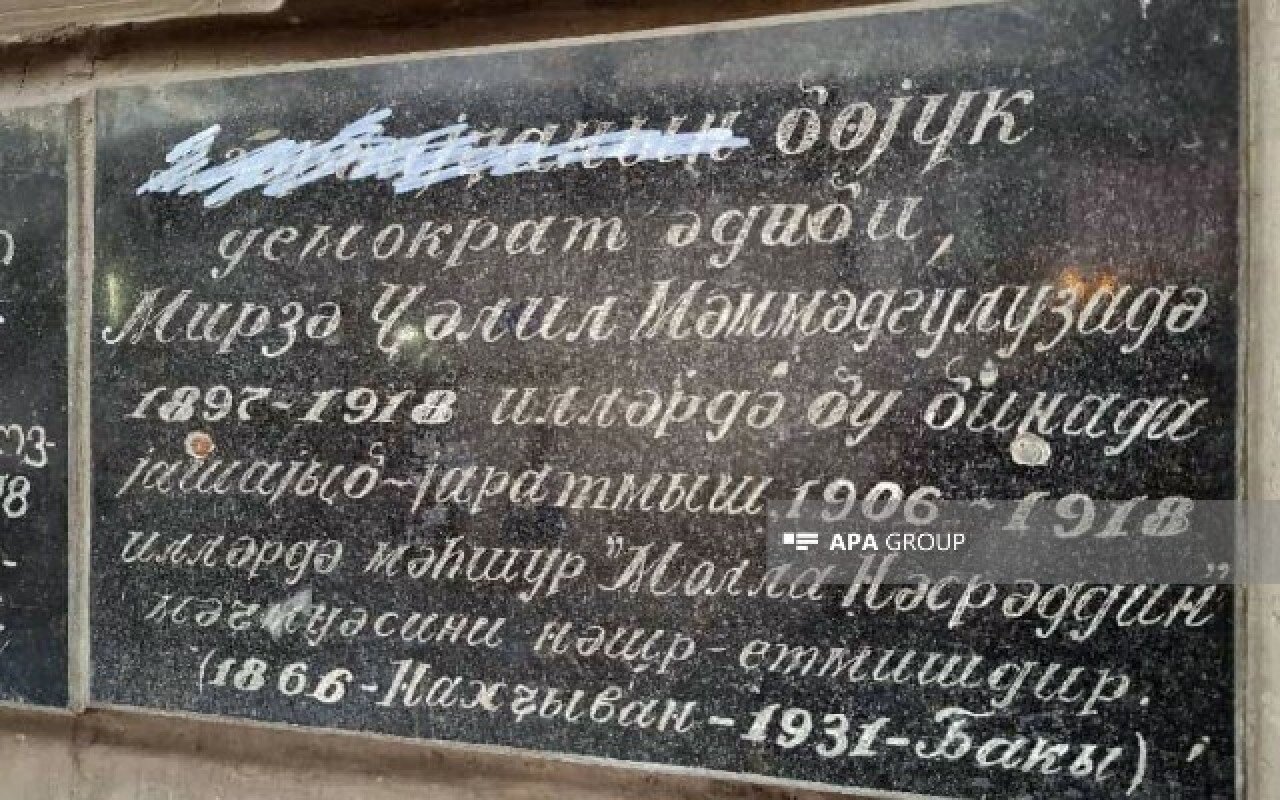 бөјүк
демократ әдиби,
Мирзә Ҹәлил Мәммәдгулузадә
1897-1918 илләрдә бу бинада
јашајыб-јаратмыш 1906-1918
илләрдә мәһшур "Молла Нәсрәддин"
мәҹмуәсини нәшр-етмишдир.
(1866-Нахҹыван-1931-Бакы)
APA GROUP